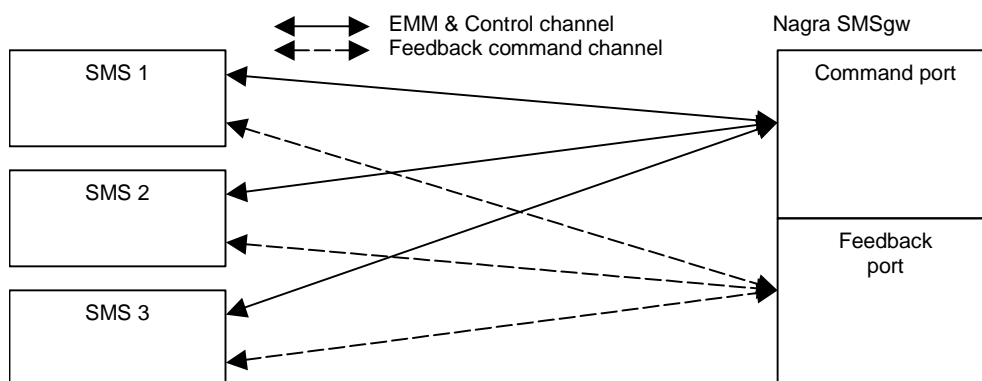 EMM & Control channel
Feedback command channel
Nagra SMSgw
SMS 1
Command port
SMS 2
Feedback
port
SMS 3